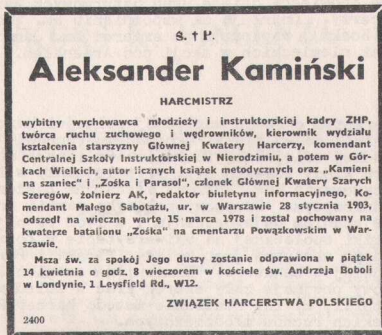 Ś. † P.
Aleksander Kamiński
HARCMISTRZ
wybitny wychowawca młodzieży i instruktorskiej kadry ZHP,
twórca ruchu zuchowego i wędrowników, kierownik wydziału
kształcenia starszyzny Głównej Kwatery Harcerzy, komendant
Centralnej Szkoły Instruktorskiej w Nierodzimiu, a potem w Gór-
kach Wielkich, autor licznych książek metodycznych oraz „Kamieni
na szaniec" i „Zośka i Parasol", członek Głównej Kwatery Szarych
Szeregów, żołnierz AK, redaktor biuletynu informacyjnego, Ko-
mendant Małego Sabotażu, ur. w Warszawie 28 stycznia 1903,
odszedł na wieczną wartę 15 marca 1978 i został pochowany na
kwaterze batalionu „Zośka" na cmentarzu Powązkowskim w War-
szawie.
Msza św. za spokój Jego duszy zostanie odprawiona w piątek
14 kwietnia o godz. 8 wieczorem w kościele św. Andrzeja Boboli
w Londynie, 1 Leysfield Rd., W12.
ZWIĄZEK HARCERSTWA POLSKIEGO
2400